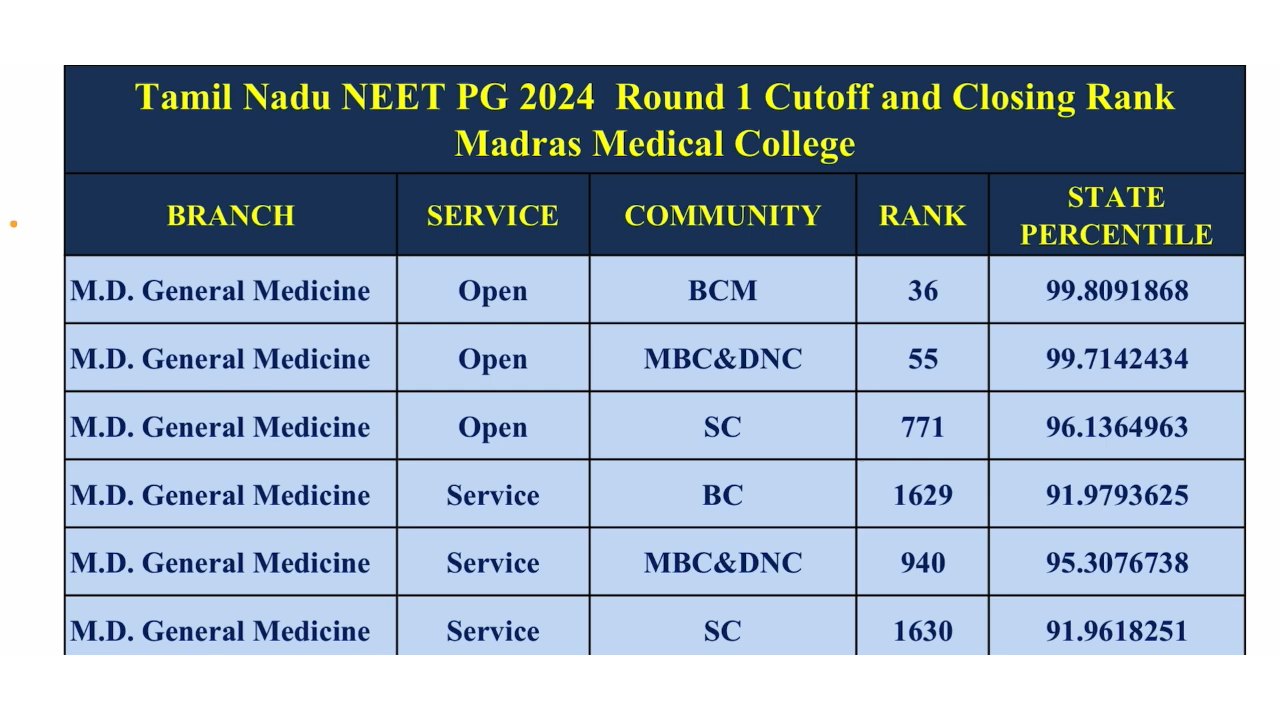 Tamil Nadu NEET PG 2024 Round 1 Cutoff and Closing Rank
Madras Medical College
BRANCH SERVICE COMMUNITY RANK STATE PERCENTILE
M.D. General Medicine Open BCM 36 99.8091868
M.D. General Medicine Open MBC&DNC 55 99.7142434
M.D. General Medicine Open SC 771 96.1364963
M.D. General Medicine Service BC 1629 91.9793625
M.D. General Medicine Service MBC&DNC 940 95.3076738
M.D. General Medicine Service SC 1630 91.9618251